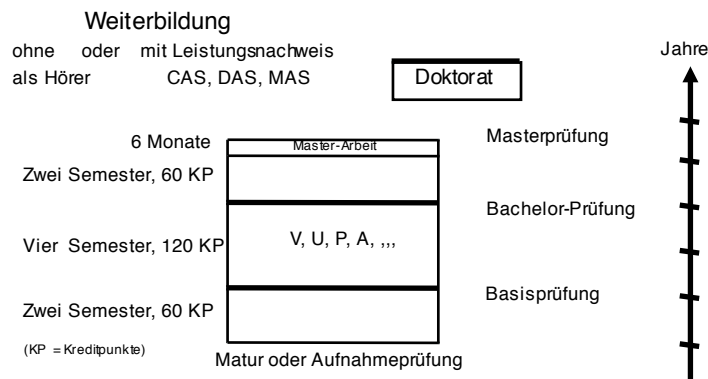 Weiterbildung
ohne oder mit Leistungsnachweis
als Hörer CAS, DAS, MAS
Doktorat
Jahre
6 Monate
Master-Arbeit
Masterprüfung
Zwei Semester, 60 KP
Bachelor-Prüfung
Vier Semester, 120 KP
V, U, P, A, ,,,
Basisprüfung
Zwei Semester, 60 KP
(KP = Kreditpunkte)
Matur oder Aufnahmeprüfung